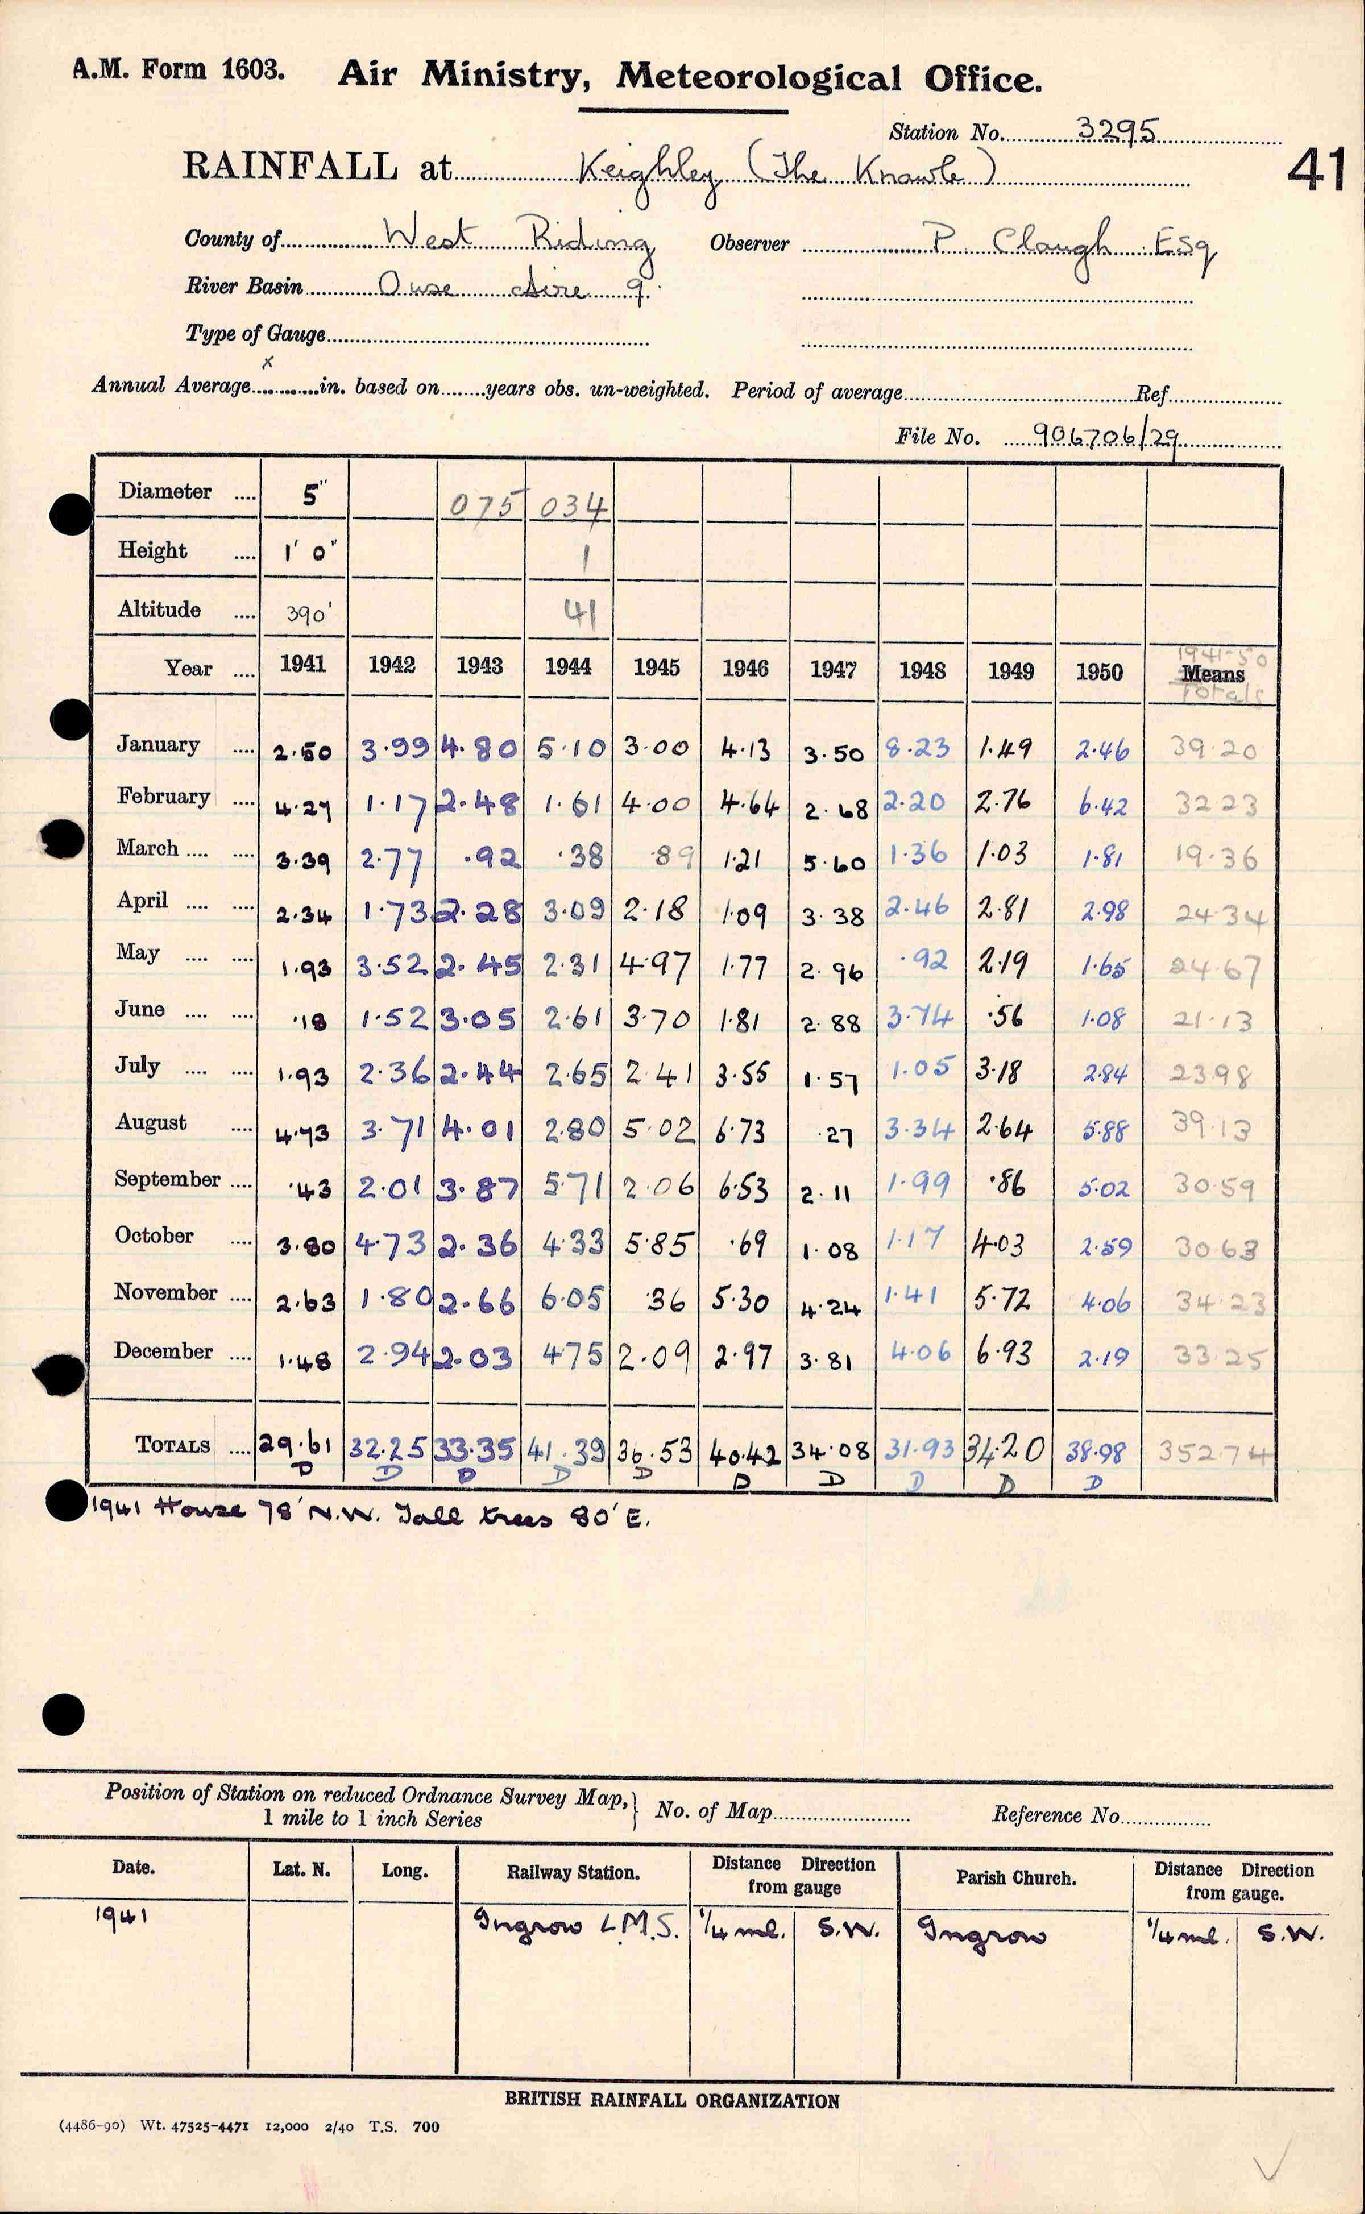 A.M. Form 1603. Air Ministry, Meteorological Office.
Station No. 3295
41
RAINFALL at Keighley (The Knowle)
County of West Riding Observer P. Clough Esq
River Basin Ouse Aire 9.
Type of Gauge
x
Annual Average in. based on years obs. un-weighted. Period of average Ref
File No. 906706/29
Diameter .... 5" 075 034
Height .... 1' 0" 1
Altitude .... 390' 41
1941-50
Year .... 1941 1942 1943 1944 1945 1946 1947 1948 1949 1950 Means
Totals
January .... 2.50 3.99 4.80 5.10 3.00 4.13 3.50 8.23 1.49 2.46 39.20
February .... 4.27 1.17 2.48 1.61 4.00 4.64 2.68 2.20 2.76 6.42 32 23
March .... .... 3.39 2.77 .92 .38 .89 1.21 5.60 1.36 1.03 1.81 19.36
April .... .... 2.34 1.73 2.28 3.09 2.18 1.09 3.38 2.46 2.81 2.98 24.34
May .... .... 1.93 3.52 2.45 2.31 4.97 1.77 2.96 .92 2.19 1.65 24.67
June .... .... .18 1.52 3.05 2.61 3.70 1.81 2.88 3.74 .56 1.08 21.13
July .... .... 1.93 2.36 2.44 2.65 2.41 3.55 1.57 1.05 3.18 2.84 23.98
August .... 4.73 3.71 4.01 2.80 5.02 6.73 .27 3.34 2.64 5.88 39.13
September .... .43 2.01 3.87 5.71 2.06 6.53 2.11 1.99 .86 5.02 30.59
October .... 3.80 4.73 2.36 4.33 5.85 .69 1.08 1.17 4.03 2.59 30.63
November .... 2.63 1.80 2.66 6.05 .36 5.30 4.24 1.41 5.72 4.06 34.23
December .... 1.48 2.94 2.03 4.75 2.09 2.97 3.81 4.06 6.93 2.19 33.25
TOTALS .... 29.61 32.25 33.35 41.39 36.53 40.42 34.08 31.93 34.20 38.98 352.74
D D D D D D D D D D
1941 House 78' N.W. Tall trees 80' E.
Position of Station on reduced Ordnance Survey Map, } No. of Map Reference No.
1 mile to 1 inch Series
Date. Lat. N. Long. Railway Station. Distance Direction from gauge Parish Church. Distance Direction from gauge.
1941 Ingrow L.M.S. 1/4 ml. S.W. Ingrow 1/4 ml. S.W.
BRITISH RAINFALL ORGANIZATION
(4486-90) Wt. 47525-4471 12,000 2/40 T.S. 700